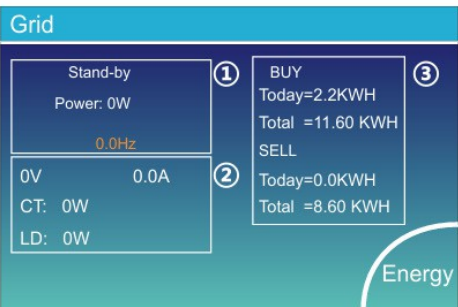 Grid
Stand-by
Power: 0W
0.0Hz
①
0V 0.0A
CT: 0W
LD: 0W
②
BUY
Today=2.2KWH
Total =11.60 KWH
SELL
Today=0.0KWH
Total =8.60 KWH
③
Energy